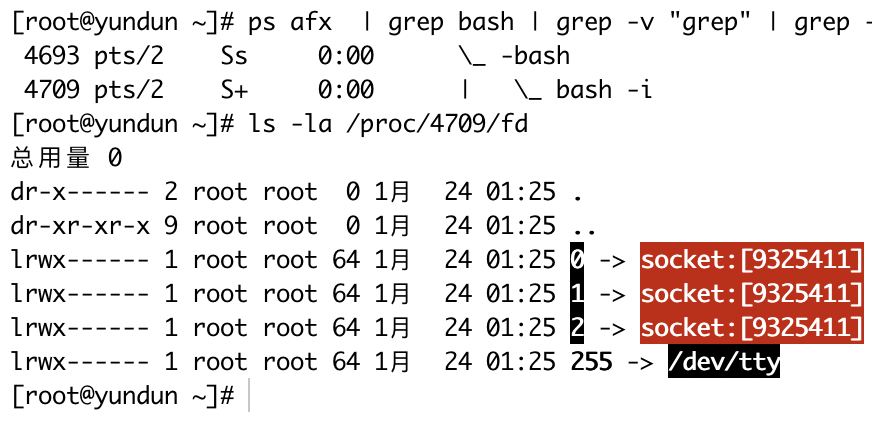 [root@yundun ~]# ps afx  | grep bash | grep -v "grep" | grep -
 4693 pts/2    Ss     0:00      \_ -bash
 4709 pts/2    S+     0:00      |   \_ bash -i
[root@yundun ~]# ls -la /proc/4709/fd
总用量 0
dr-x------ 2 root root  0 1月  24 01:25 .
dr-xr-xr-x 9 root root  0 1月  24 01:25 ..
lrwx------ 1 root root 64 1月  24 01:25 0 -> socket:[9325411]
lrwx------ 1 root root 64 1月  24 01:25 1 -> socket:[9325411]
lrwx------ 1 root root 64 1月  24 01:25 2 -> socket:[9325411]
lrwx------ 1 root root 64 1月  24 01:25 255 -> /dev/tty
[root@yundun ~]#